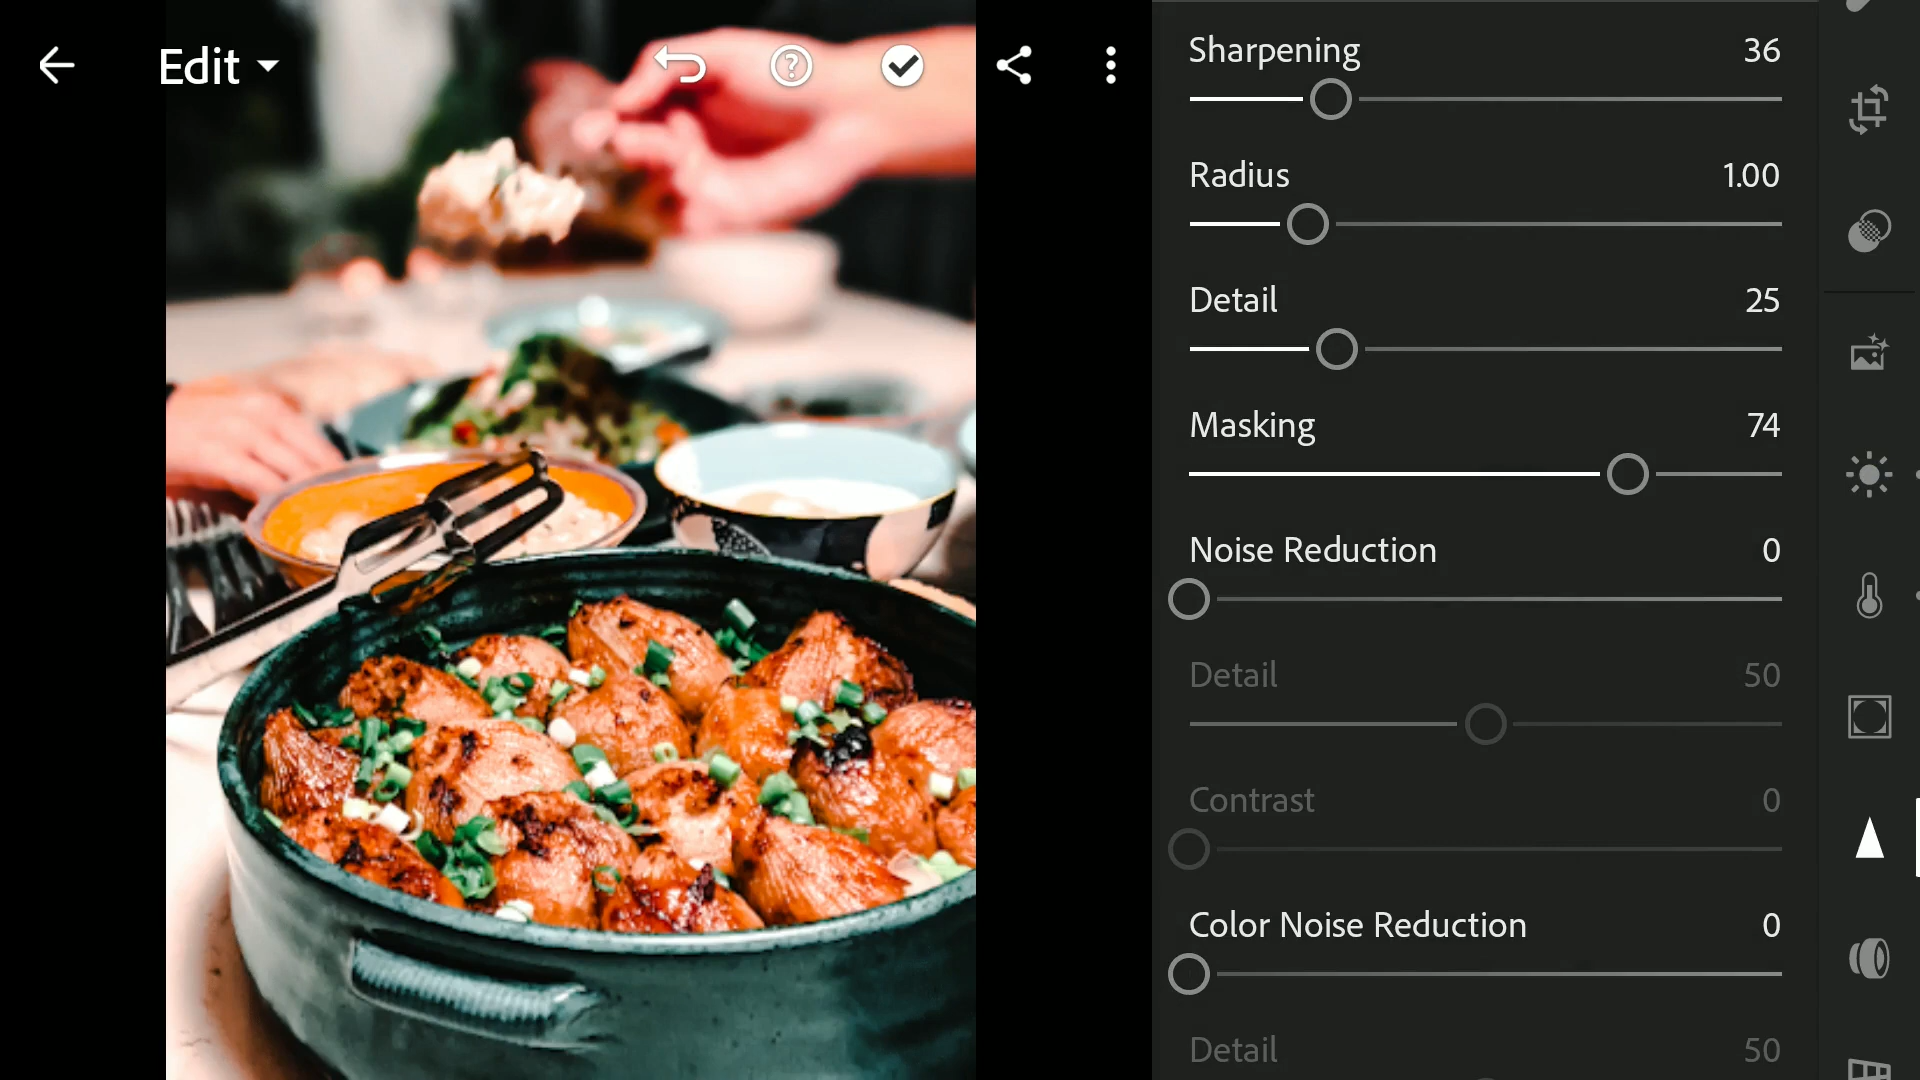 Edit
Sharpening 36
Radius 1.00
Detail 25
Masking 74
Noise Reduction 0
Detail 50
Contrast 0
Color Noise Reduction 0
Detail 50